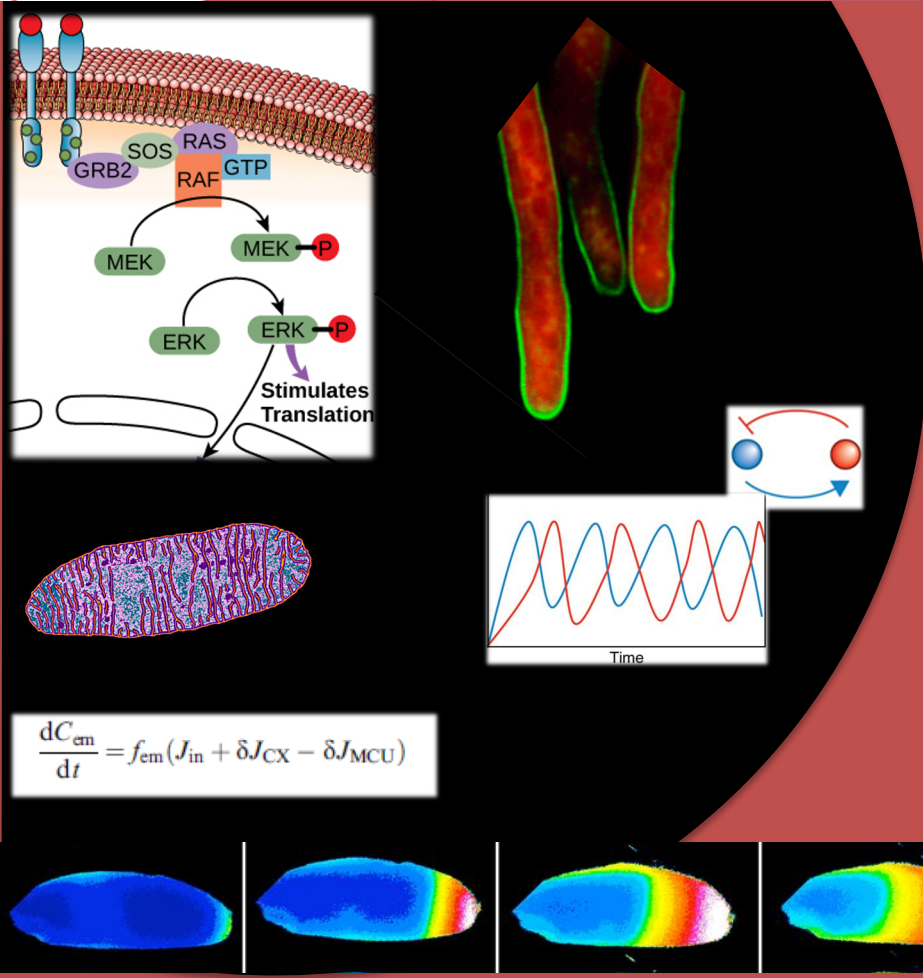 SOS
RAS
GRB2
RAF
GTP
MEK
MEK
P
ERK
ERK
P
Stimulates
Translation
Time
dC_em/dt = f_em(J_in + δJ_CX − δJ_MCU)